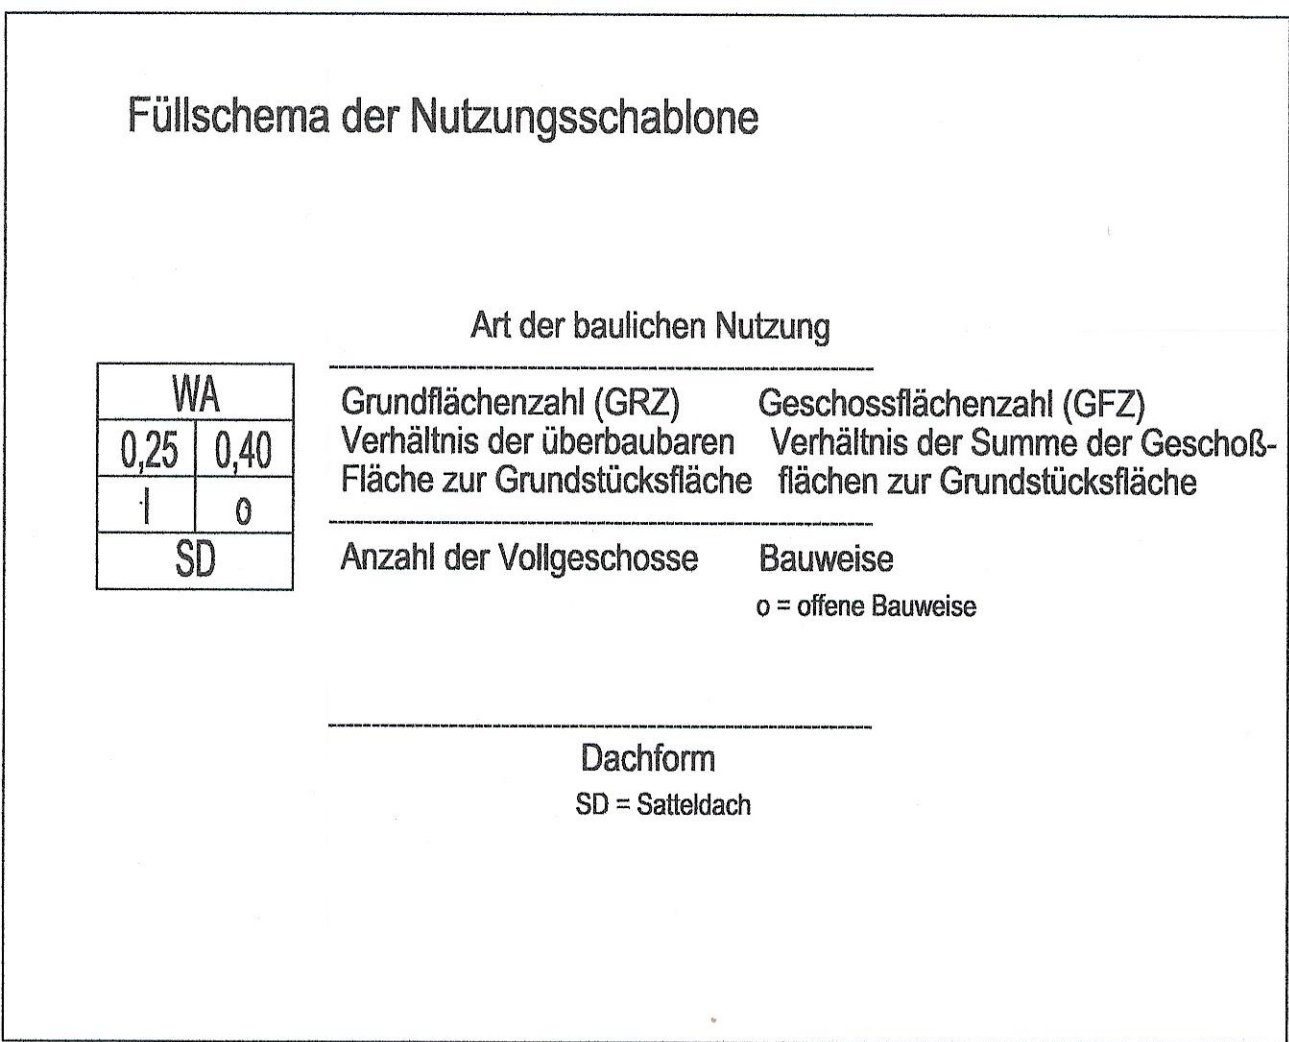 Füllschema der Nutzungsschablone
Art der baulichen Nutzung
WA
0,25 0,40
I o
SD
Grundflächenzahl (GRZ) Geschossflächenzahl (GFZ)
Verhältnis der überbaubaren Verhältnis der Summe der Geschoß-
Fläche zur Grundstücksfläche flächen zur Grundstücksfläche
Anzahl der Vollgeschosse Bauweise
o = offene Bauweise
Dachform
SD = Satteldach